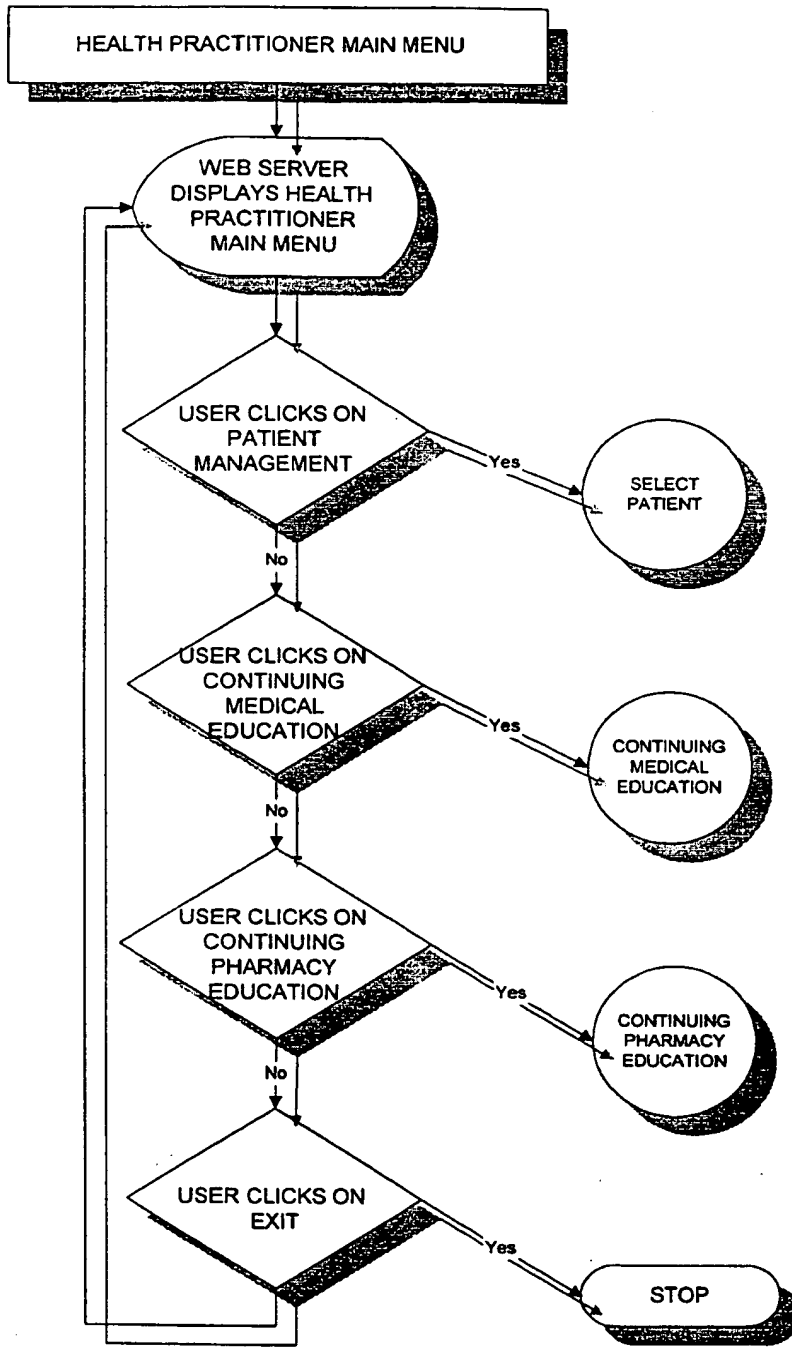 HEALTH PRACTITIONER MAIN MENU
WEB SERVER
DISPLAYS HEALTH
PRACTITIONER
MAIN MENU
USER CLICKS ON
PATIENT
MANAGEMENT
Yes
SELECT
PATIENT
No
USER CLICKS ON
CONTINUING
MEDICAL
EDUCATION
Yes
CONTINUING
MEDICAL
EDUCATION
No
USER CLICKS ON
CONTINUING
PHARMACY
EDUCATION
Yes
CONTINUING
PHARMACY
EDUCATION
No
USER CLICKS ON
EXIT
Yes
STOP